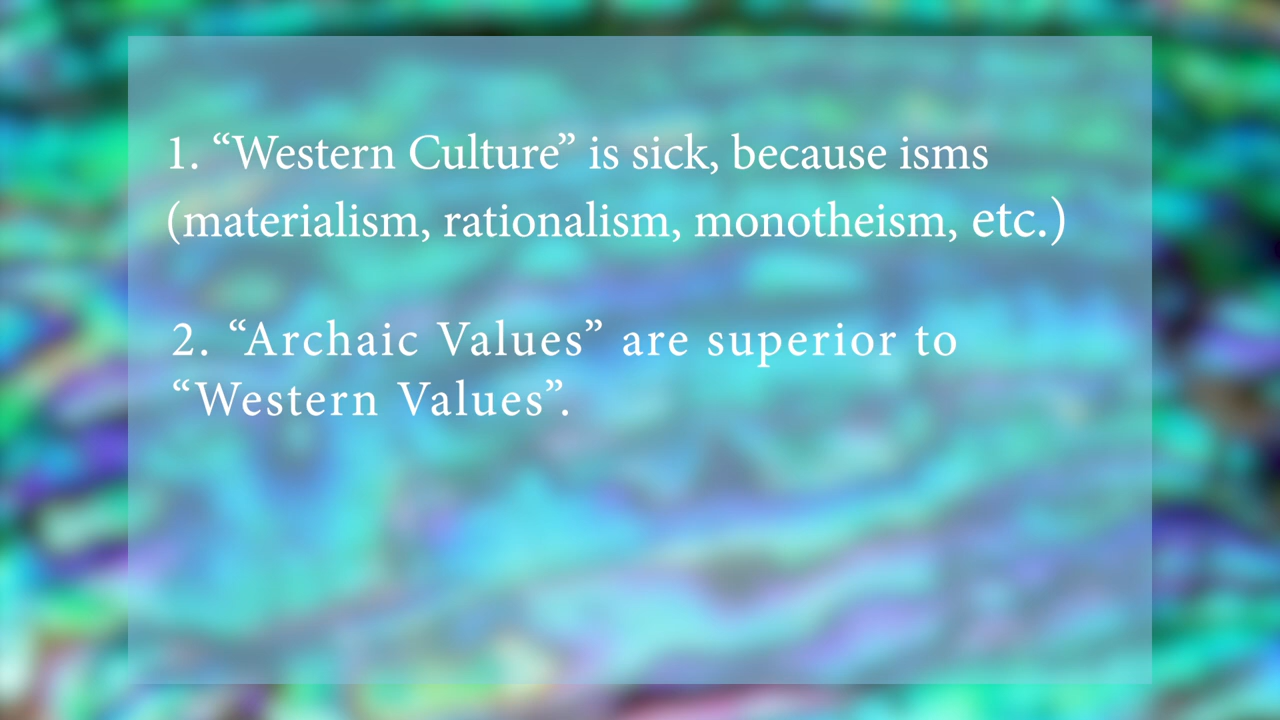 1. “Western Culture” is sick, because isms
(materialism, rationalism, monotheism, etc.)
2. “Archaic Values” are superior to
“Western Values”.